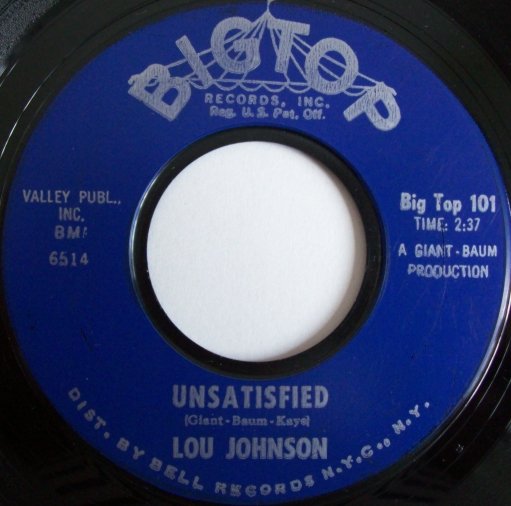 BIGTOP
RECORDS, INC.
Reg. U.S. Pat. Off.
VALLEY PUBL.,
INC.
BMI
6514
Big Top 101
TIME: 2:37
A GIANT-BAUM
PRODUCTION
UNSATISFIED
(Giant-Baum-Kaye)
LOU JOHNSON
DIST. BY BELL RECORDS N.Y.C., N.Y.